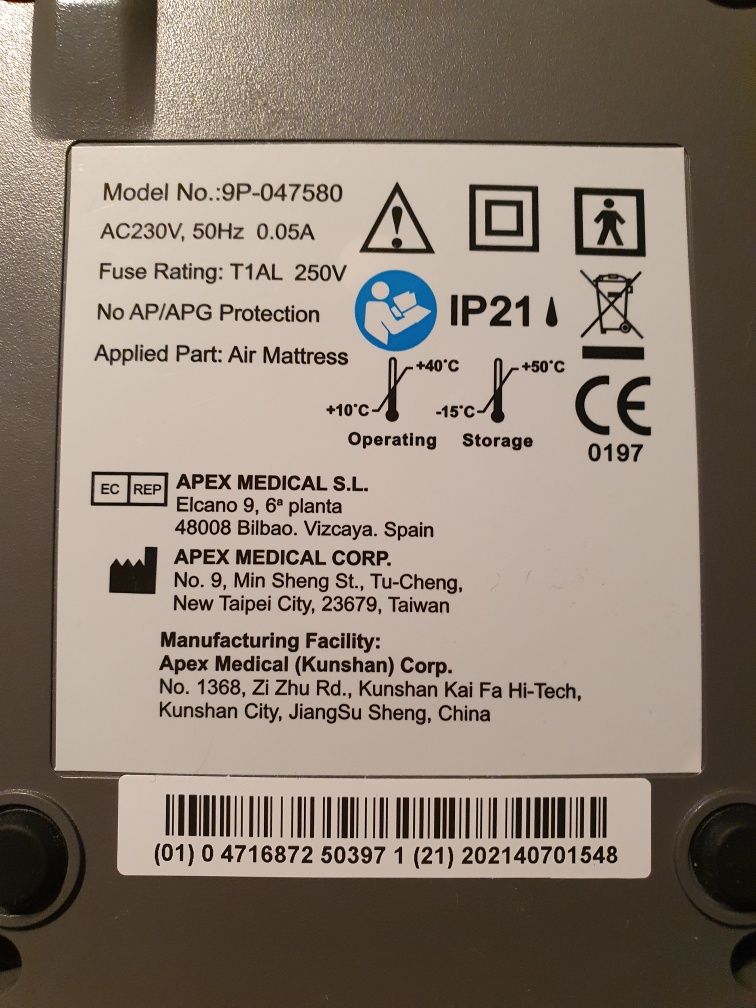 Model No.:9P-047580
AC230V, 50Hz 0.05A
Fuse Rating: T1AL 250V
No AP/APG Protection
IP21
Applied Part: Air Mattress
+40°C
+50°C
+10°C
-15°C
Operating
Storage
CE
0197
EC REP
APEX MEDICAL S.L.
Elcano 9, 6ª planta
48008 Bilbao. Vizcaya. Spain
APEX MEDICAL CORP.
No. 9, Min Sheng St., Tu-Cheng,
New Taipei City, 23679, Taiwan
Manufacturing Facility:
Apex Medical (Kunshan) Corp.
No. 1368, Zi Zhu Rd., Kunshan Kai Fa Hi-Tech,
Kunshan City, JiangSu Sheng, China
(01) 0 4716872 50397 1 (21) 202140701548